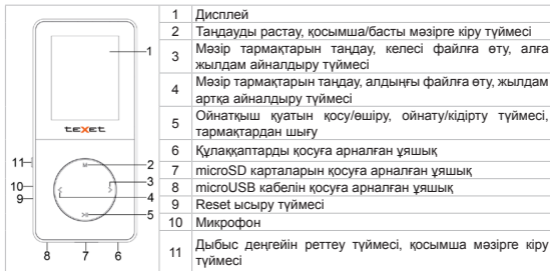 1 Дисплей
2 Таңдауды растау, қосымша/басты мәзірге кіру түймесі
3 Мәзір тармақтарын таңдау, келесі файлға өту, алға
жылдам айналдыру түймесі
4 Мәзір тармақтарын таңдау, алдыңғы файлға өту, жылдам
артқа айналдыру түймесі
5 Ойнатқыш қуатын қосу/өшіру, ойнату/кідірту түймесі,
тармақтардан шығу
6 Құлаққаптарды қосуға арналған ұяшық
7 microSD карталарын қосуға арналған ұяшық
8 microUSB кабелін қосуға арналған ұяшық
9 Reset ысыру түймесі
10 Микрофон
11 Дыбыс деңгейін реттеу түймесі, қосымша мәзірге кіру
түймесі
1
teXet
11
M
2
10
3
9
4
5
8 7 6